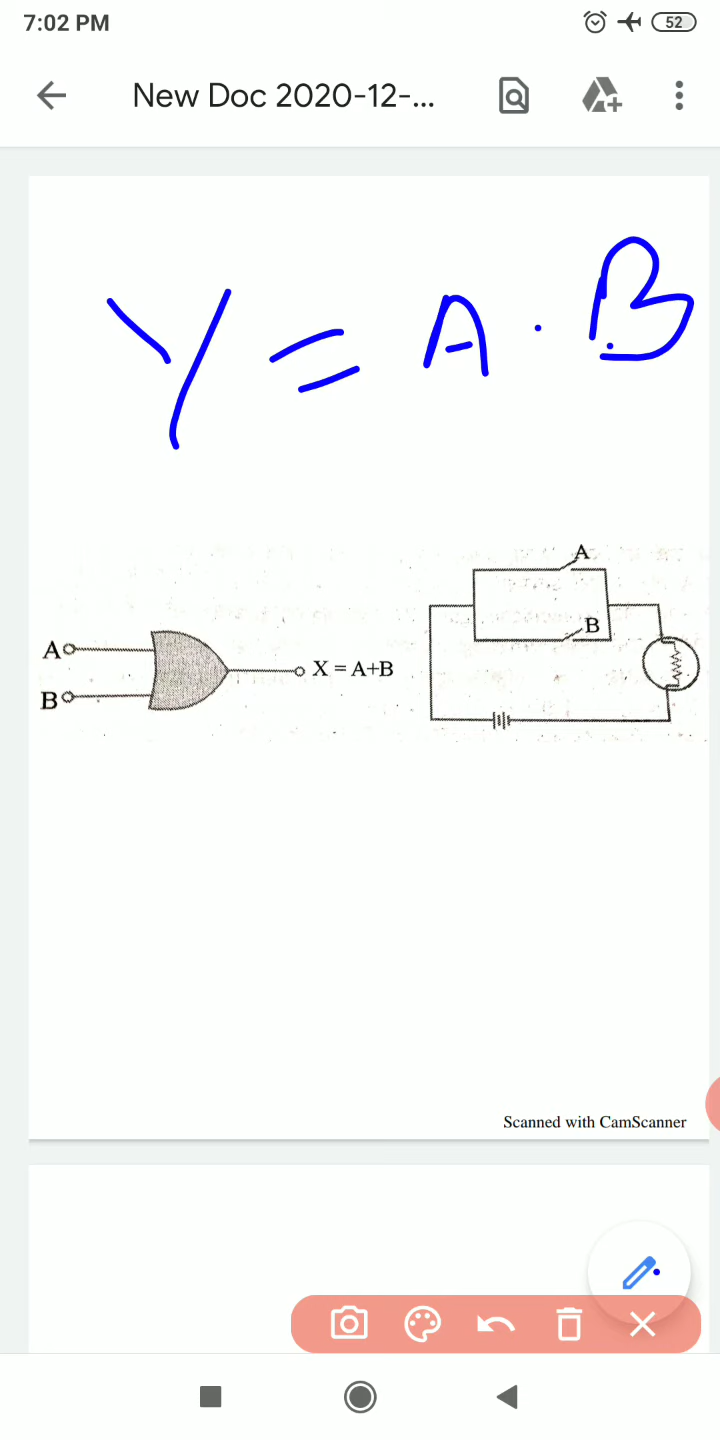 7:02 PM
52
New Doc 2020-12-...
Y = A . B
A
A
B
B
X = A+B
Scanned with CamScanner